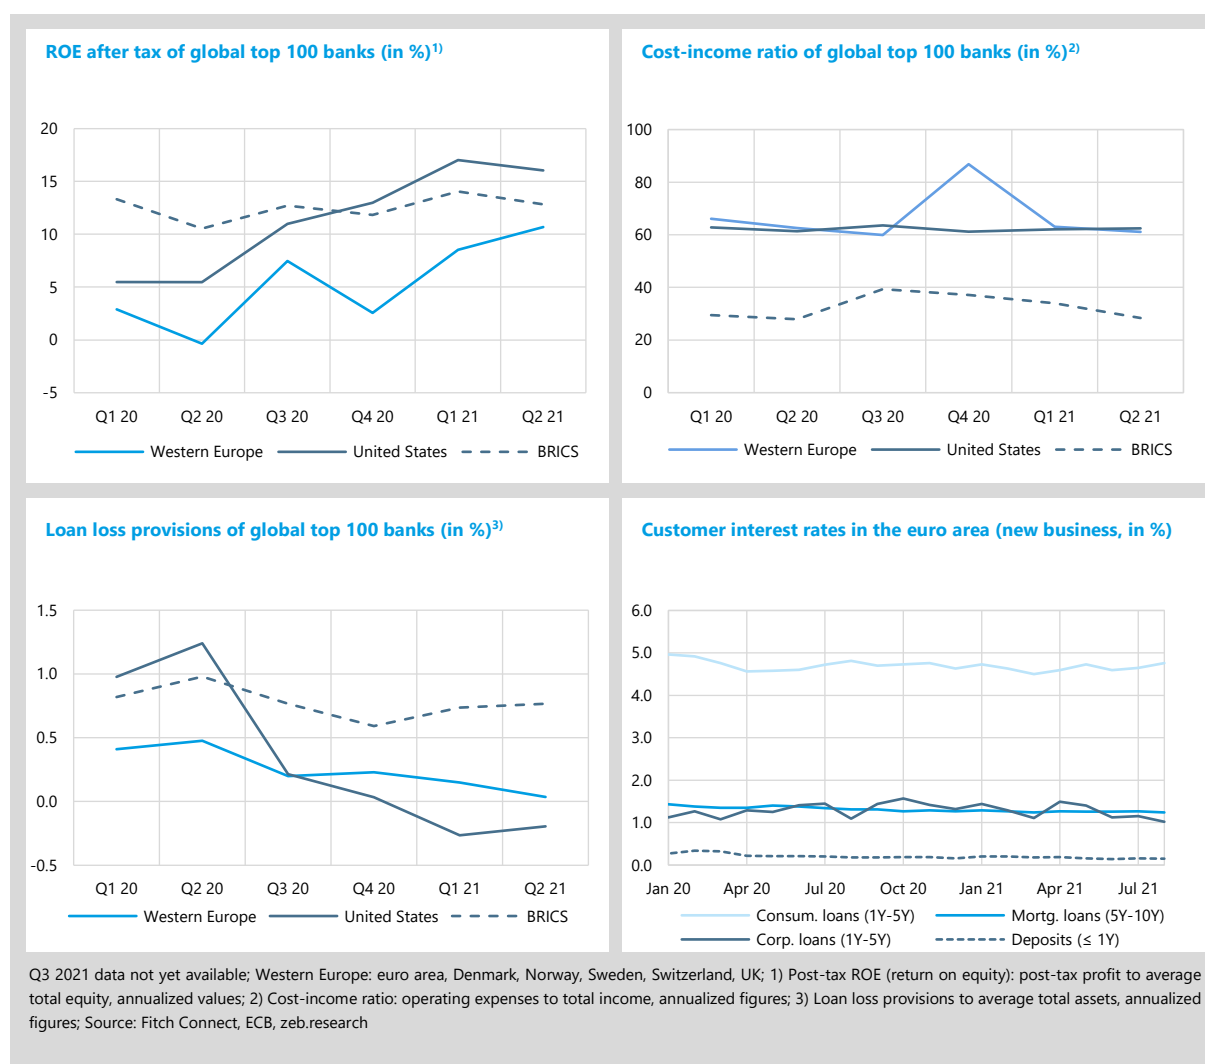 ROE after tax of global top 100 banks (in %)1)
20
15
10
5
0
-5
Q1 20 Q2 20 Q3 20 Q4 20 Q1 21 Q2 21
Western Europe United States BRICS
Cost-income ratio of global top 100 banks (in %)2)
100
80
60
40
20
0
Q1 20 Q2 20 Q3 20 Q4 20 Q1 21 Q2 21
Western Europe United States BRICS
Loan loss provisions of global top 100 banks (in %)3)
1.5
1.0
0.5
0.0
-0.5
Q1 20 Q2 20 Q3 20 Q4 20 Q1 21 Q2 21
Western Europe United States BRICS
Customer interest rates in the euro area (new business, in %)
6.0
5.0
4.0
3.0
2.0
1.0
0.0
Jan 20 Apr 20 Jul 20 Oct 20 Jan 21 Apr 21 Jul 21
Consum. loans (1Y-5Y) Mortg. loans (5Y-10Y)
Corp. loans (1Y-5Y) Deposits (≤ 1Y)
Q3 2021 data not yet available; Western Europe: euro area, Denmark, Norway, Sweden, Switzerland, UK; 1) Post-tax ROE (return on equity): post-tax profit to average
total equity, annualized values; 2) Cost-income ratio: operating expenses to total income, annualized figures; 3) Loan loss provisions to average total assets, annualized
figures; Source: Fitch Connect, ECB, zeb.research